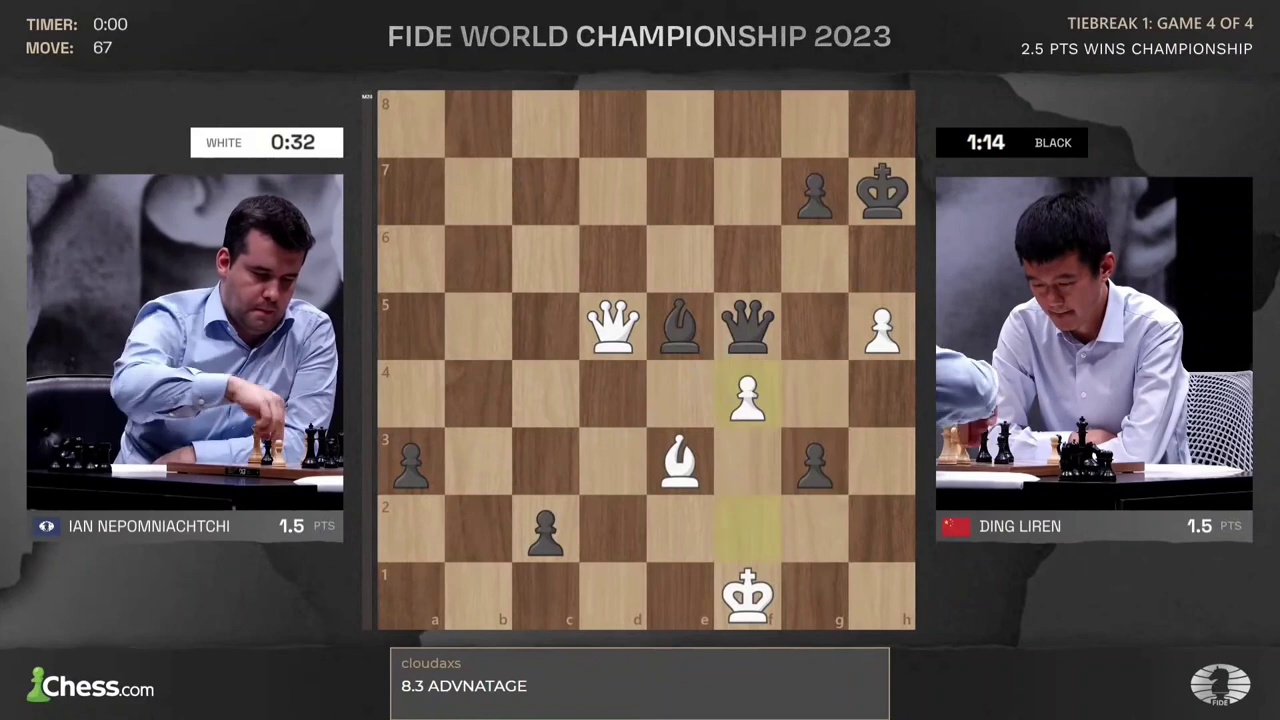 TIMER: 0:00
MOVE: 67
FIDE WORLD CHAMPIONSHIP 2023
TIEBREAK 1: GAME 4 OF 4
2.5 PTS WINS CHAMPIONSHIP
WHITE 0:32
1:14 BLACK
8
7
6
5
4
3
2
1
a b c d e f g h
IAN NEPOMNIACHTCHI 1.5 PTS
DING LIREN 1.5 PTS
cloudaxs
8.3 ADVNATAGE
Chess.com
FIDE